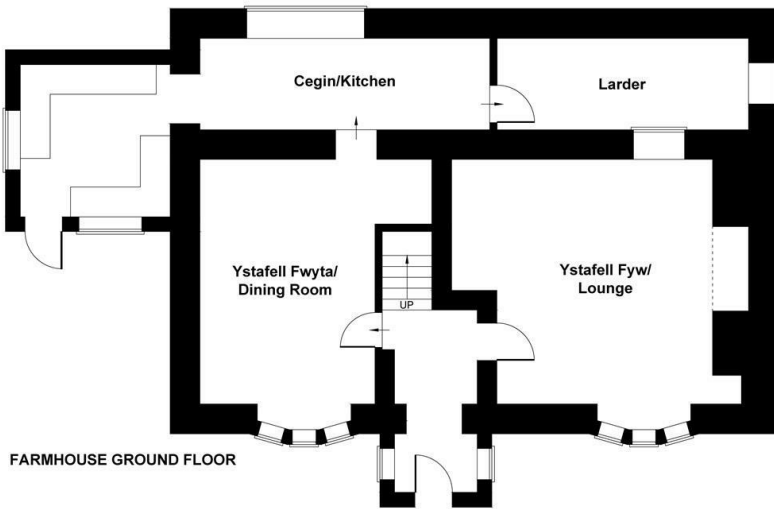 Cegin/Kitchen
Larder
Ystafell Fwyta/
Dining Room
UP
Ystafell Fyw/
Lounge
FARMHOUSE GROUND FLOOR